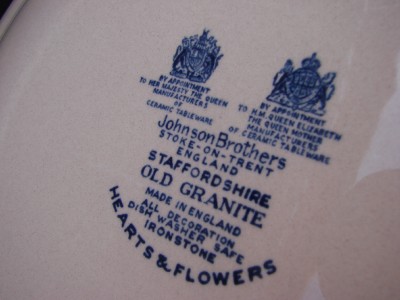 BY APPOINTMENT
TO HER MAJESTY THE QUEEN
MANUFACTURERS
OF
CERAMIC TABLEWARE
BY APPOINTMENT
TO H.M. QUEEN ELIZABETH
THE QUEEN MOTHER
MANUFACTURERS
OF CERAMIC TABLEWARE
Johnson Brothers
STOKE-ON-TRENT
ENGLAND
STAFFORDSHIRE
OLD GRANITE
MADE IN ENGLAND
ALL DECORATION
DISH WASHER SAFE
IRONSTONE
HEARTS & FLOWERS